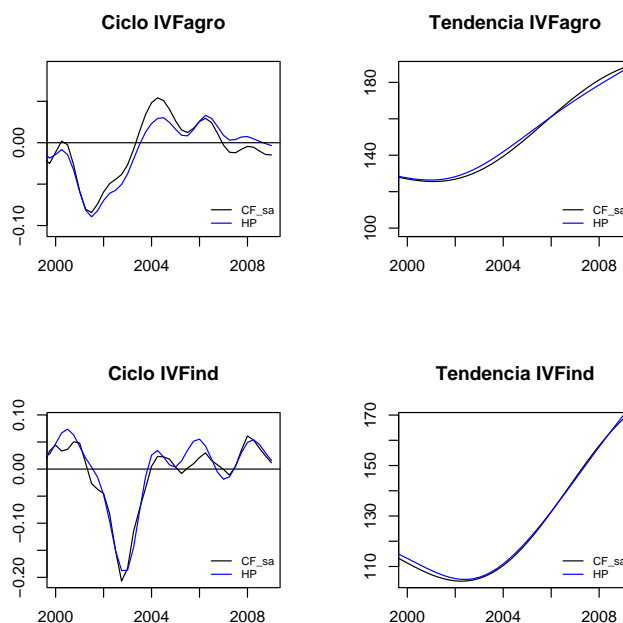 Ciclo IVFagro
0.00
−0.10
CF_sa
HP
2000 2004 2008
Tendencia IVFagro
180
140
100
CF_sa
HP
2000 2004 2008
Ciclo IVFind
0.10
0.00
−0.10
−0.20
CF_sa
HP
2000 2004 2008
Tendencia IVFind
170
150
130
110
CF_sa
HP
2000 2004 2008